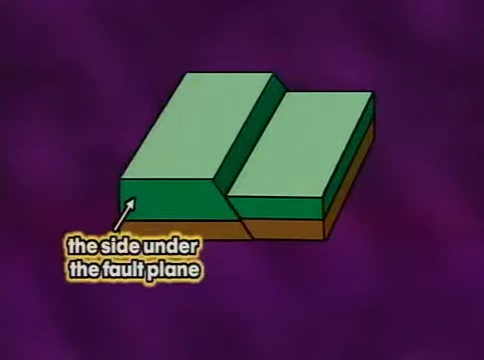 the side under
the fault plane